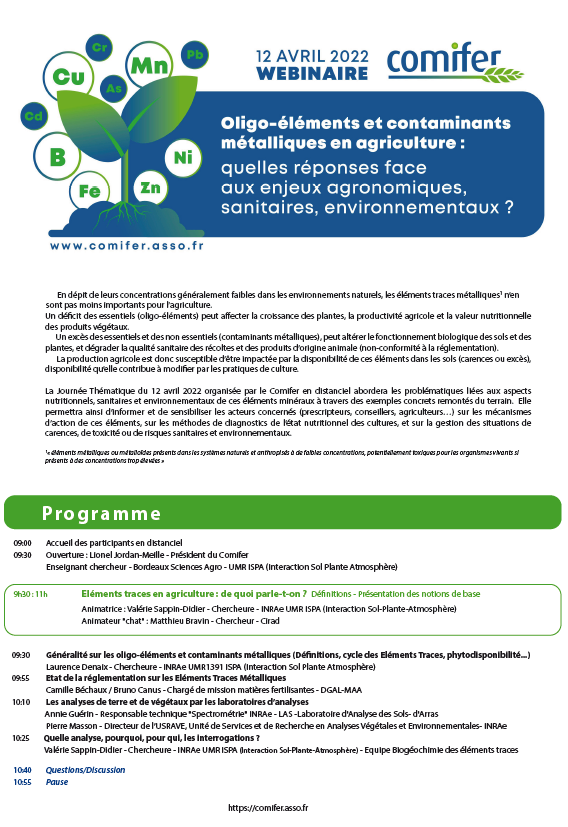 Cr
Cu
Mn
Pb
As
Cd
B
Ni
Fe
Zn
www.comifer.asso.fr
12 AVRIL 2022
WEBINAIRE
comifer
Oligo-éléments et contaminants
métalliques en agriculture :
quelles réponses face
aux enjeux agronomiques,
sanitaires, environnementaux ?
En dépit de leurs concentrations généralement faibles dans les environnements naturels, les éléments traces métalliques¹ n'en
sont pas moins importants pour l'agriculture.
Un déficit des essentiels (oligo-éléments) peut affecter la croissance des plantes, la productivité agricole et la valeur nutritionnelle
des produits végétaux.
Un excès des essentiels et des non essentiels (contaminants métalliques), peut altérer le fonctionnement biologique des sols et des
plantes, et dégrader la qualité sanitaire des récoltes et des produits d'origine animale (non-conformité à la réglementation).
La production agricole est donc susceptible d'être impactée par la disponibilité de ces éléments dans les sols (carences ou excès),
disponibilité qu'elle contribue à modifier par les pratiques de culture.
La Journée Thématique du 12 avril 2022 organisée par le Comifer en distanciel abordera les problématiques liées aux aspects
nutritionnels, sanitaires et environnementaux de ces éléments minéraux à travers des exemples concrets remontés du terrain. Elle
permettra ainsi d'informer et de sensibiliser les acteurs concernés (prescripteurs, conseillers, agriculteurs…) sur les mécanismes
d'action de ces éléments, sur les méthodes de diagnostics de l'état nutritionnel des cultures, et sur la gestion des situations de
carences, de toxicité ou de risques sanitaires et environnementaux.
¹« éléments métalliques ou métalloïdes présents dans les systèmes naturels et anthropisés à de faibles concentrations, potentiellement toxiques pour les organismes vivants si
présents à des concentrations trop élevées »
Programme
09:00 Accueil des participants en distanciel
09:30 Ouverture : Lionel Jordan-Meille - Président du Comifer
Enseignant chercheur - Bordeaux Sciences Agro - UMR ISPA (Interaction Sol Plante Atmosphère)
9h30 : 11h Eléments traces en agriculture : de quoi parle-t-on ? Définitions - Présentation des notions de base
Animatrice : Valérie Sappin-Didier - Chercheure - INRAe UMR ISPA (Interaction Sol-Plante-Atmosphère)
Animateur "chat" : Matthieu Bravin - Chercheur - Cirad
09:30 Généralité sur les oligo-éléments et contaminants métalliques (Définitions, cycle des Eléments Traces, phytodisponibilité...)
Laurence Denaix - Chercheure - INRAe UMR1391 ISPA (Interaction Sol Plante Atmosphère)
09:55 Etat de la réglementation sur les Eléments Traces Métalliques
Camille Béchaux / Bruno Canus - Chargé de mission matières fertilisantes - DGAL-MAA
10:10 Les analyses de terre et de végétaux par les laboratoires d'analyses
Annie Guérin - Responsable technique "Spectrométrie" INRAe - LAS -Laboratoire d'Analyse des Sols- d'Arras
Pierre Masson - Directeur de l'USRAVE, Unité de Services et de Recherche en Analyses Végétales et Environnementales- INRAe
10:25 Quelle analyse, pourquoi, pour qui, les interrogations ?
Valérie Sappin-Didier - Chercheure - INRAe UMR ISPA (Interaction Sol-Plante-Atmosphère) - Equipe Biogéochimie des éléments traces
10:40 Questions/Discussion
10:55 Pause
https://comifer.asso.fr